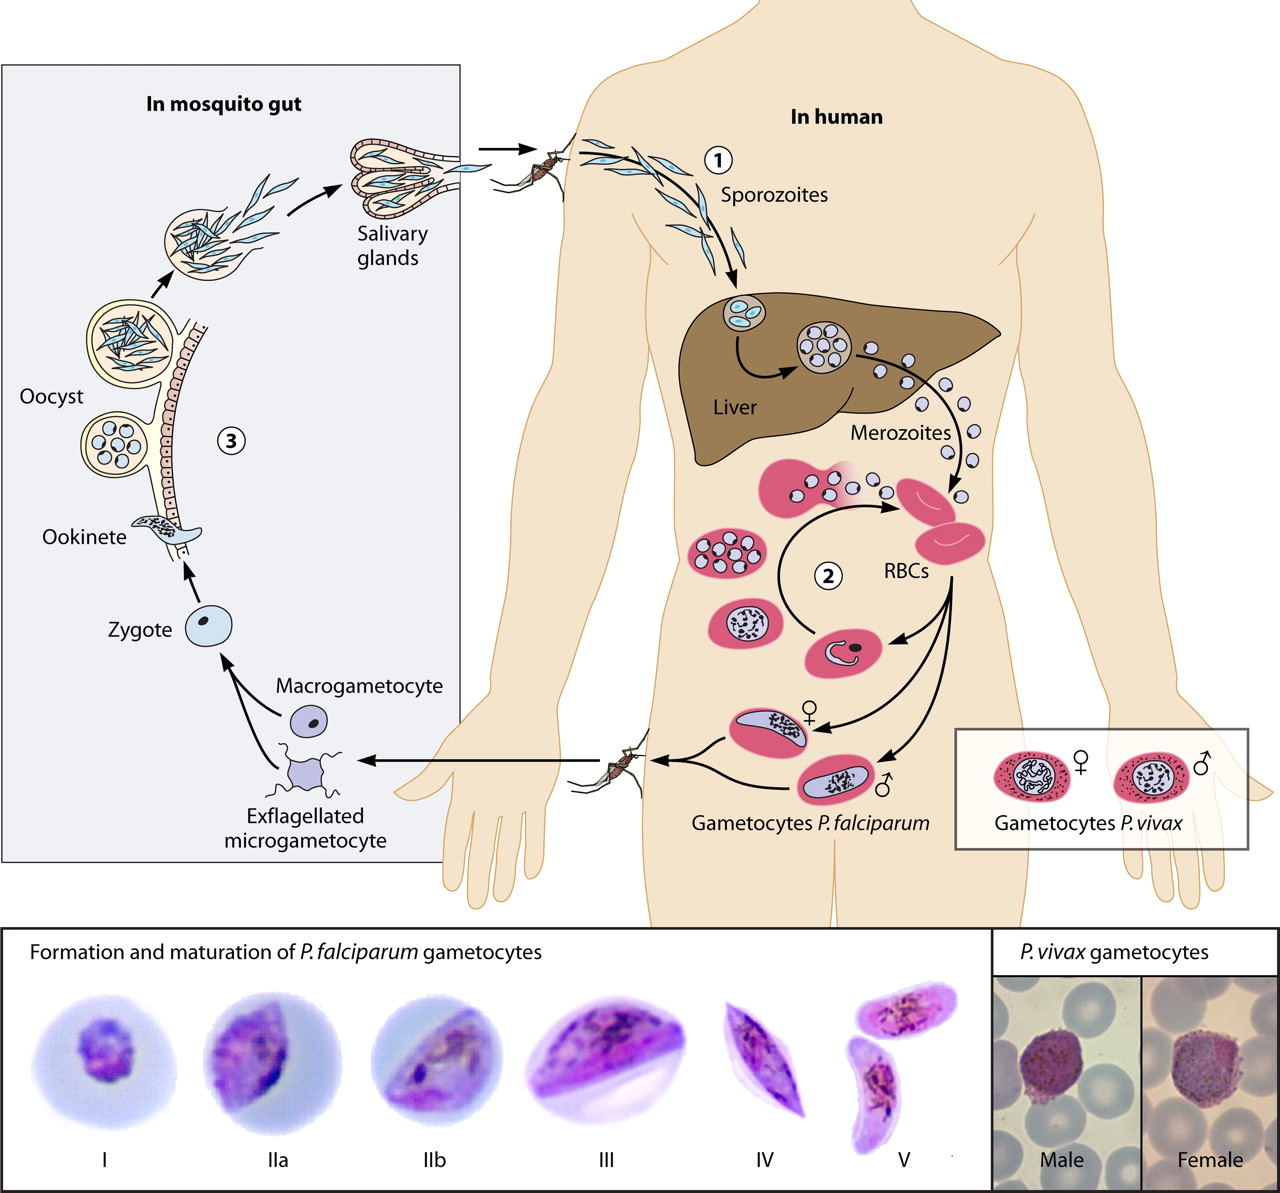 In mosquito gut
In human
1
Sporozoites
Salivary
glands
Liver
Oocyst
3
Merozoites
Ookinete
2
RBCs
Zygote
Macrogametocyte
♀
♂
Exflagellated
microgametocyte
Gametocytes P. falciparum
♀
♂
Gametocytes P. vivax
Formation and maturation of P. falciparum gametocytes
I
IIa
IIb
III
IV
V
P. vivax gametocytes
Male
Female